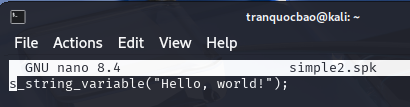 tranquocbao@kali: ~
File Actions Edit View Help
GNU nano 8.4 simple2.spk
s_string_variable("Hello, world!");